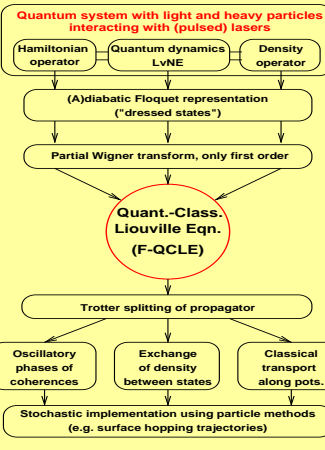 Quantum system with light and heavy particles
interacting with (pulsed) lasers
Hamiltonian
operator
Quantum dynamics
LvNE
Density
operator
(A)diabatic Floquet representation
("dressed states")
Partial Wigner transform, only first order
Quant.-Class.
Liouville Eqn.
(F-QCLE)
Trotter splitting of propagator
Oscillatory
phases of
coherences
Exchange
of density
between states
Classical
transport
along pots.
Stochastic implementation using particle methods
(e.g. surface hopping trajectories)